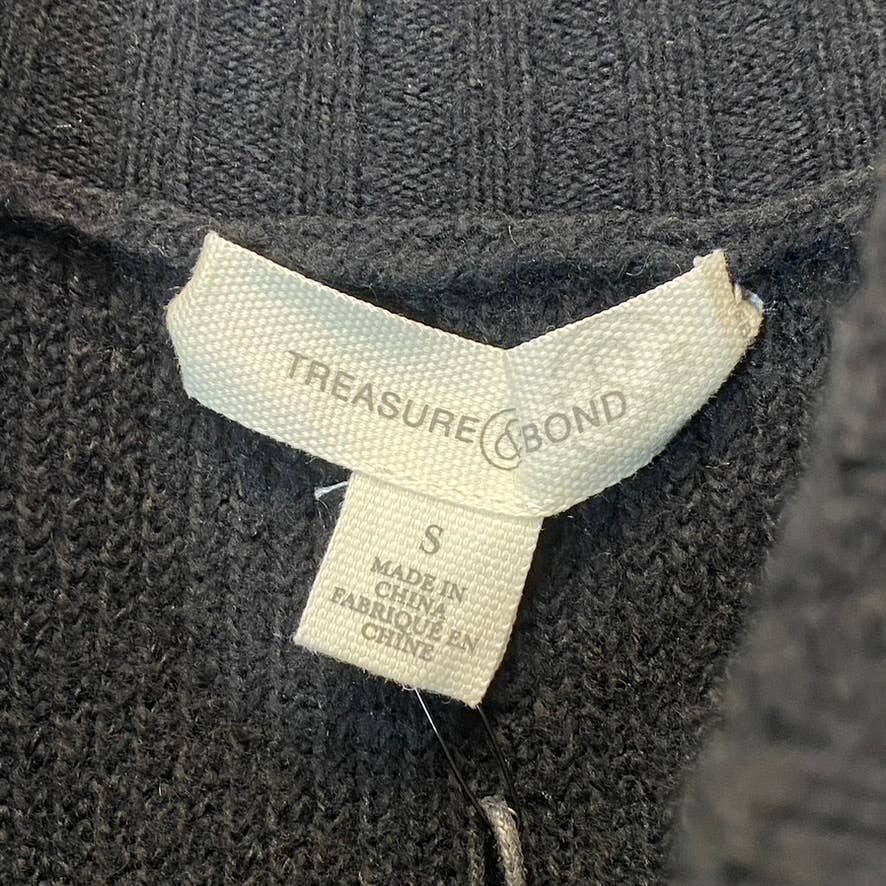 TREASURE & BOND
S
MADE IN
CHINA
FABRIQUÉ EN
CHINE